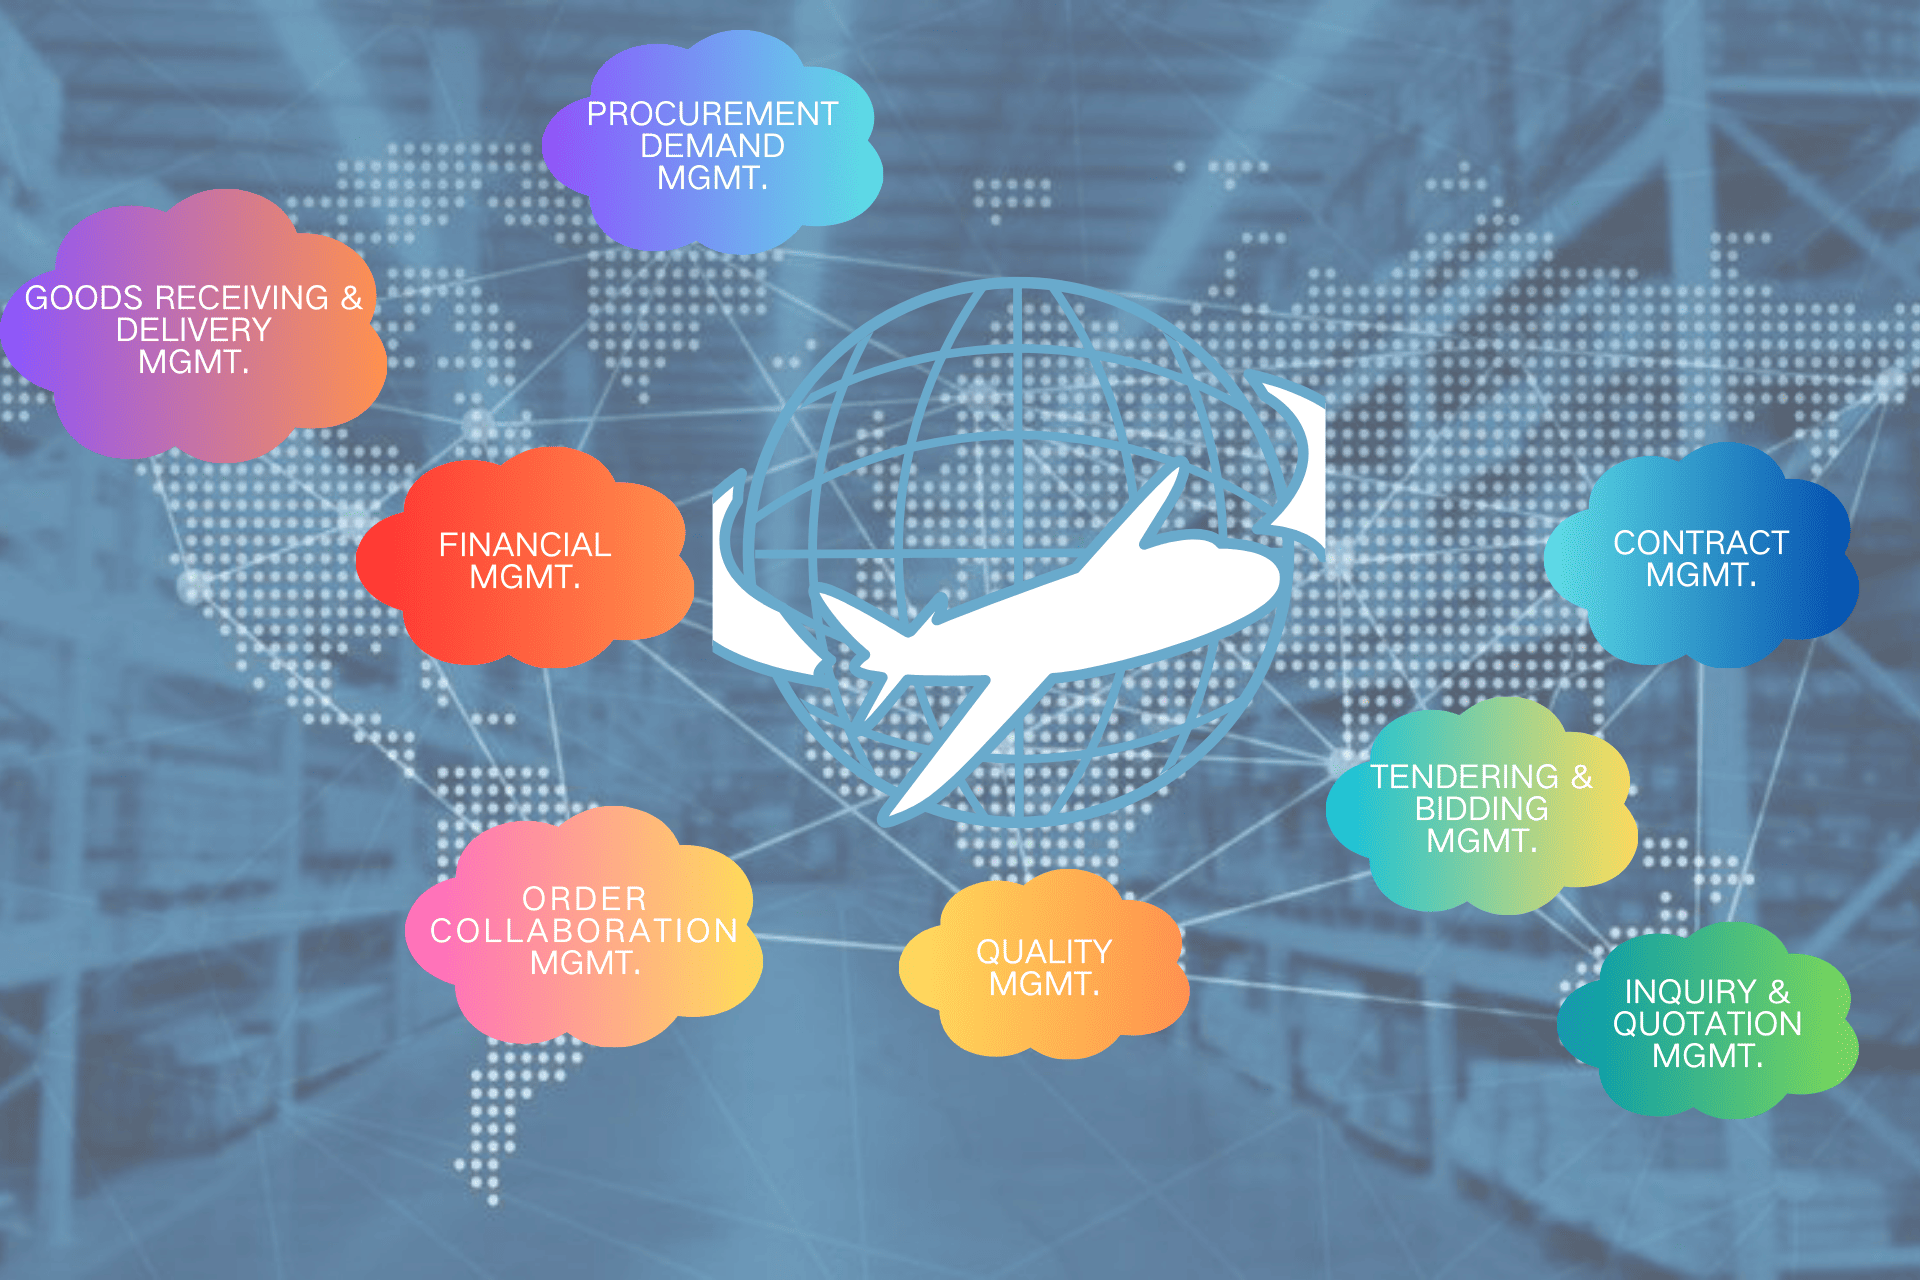 PROCUREMENT
DEMAND
MGMT.
GOODS RECEIVING &
DELIVERY
MGMT.
FINANCIAL
MGMT.
CONTRACT
MGMT.
TENDERING &
BIDDING
MGMT.
ORDER
COLLABORATION
MGMT.
QUALITY
MGMT.
INQUIRY &
QUOTATION
MGMT.